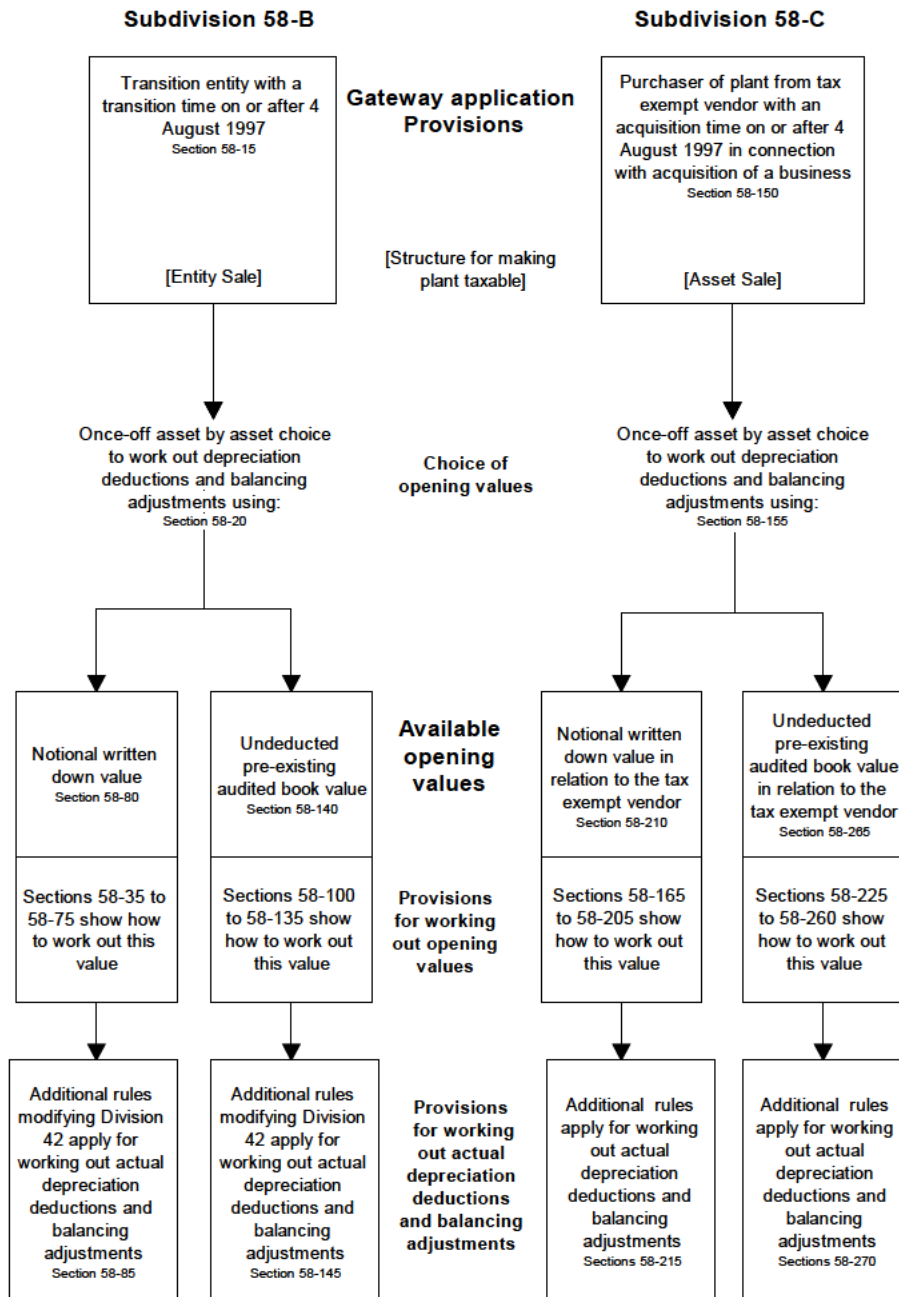 Subdivision 58-B
Subdivision 58-C
Transition entity with a
transition time on or after 4
August 1997
Section 58-15
[Entity Sale]
Gateway application
Provisions
[Structure for making
plant taxable]
Purchaser of plant from tax
exempt vendor with an
acquisition time on or after 4
August 1997 in connection
with acquisition of a business
Section 58-150
[Asset Sale]
Once-off asset by asset choice
to work out depreciation
deductions and balancing
adjustments using:
Section 58-20
Choice of
opening values
Once-off asset by asset choice
to work out depreciation
deductions and balancing
adjustments using:
Section 58-155
Notional written
down value
Section 58-80
Undeducted
pre-existing
audited book value
Section 58-140
Available
opening
values
Notional written
down value in
relation to the tax
exempt vendor
Section 58-210
Undeducted
pre-existing
audited book value
in relation to the
tax exempt vendor
Section 58-265
Sections 58-35 to
58-75 show how
to work out this
value
Sections 58-100
to 58-135 show
how to work out
this value
Provisions
for working
out opening
values
Sections 58-165
to 58-205 show
how to work out
this value
Sections 58-225
to 58-260 show
how to work out
this value
Additional rules
modifying Division
42 apply for
working out actual
depreciation
deductions and
balancing
adjustments
Section 58-85
Additional rules
modifying Division
42 apply for
working out actual
depreciation
deductions and
balancing
adjustments
Section 58-145
Provisions
for working
out actual
depreciation
deductions
and balancing
adjustments
Additional rules
apply for working
out actual
depreciation
deductions and
balancing
adjustments
Sections 58-215
Additional rules
apply for working
out actual
depreciation
deductions and
balancing
adjustments
Sections 58-270